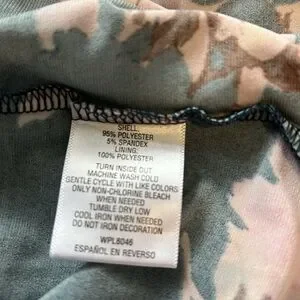 SHELL:
95% POLYESTER
5% SPANDEX
LINING:
100% POLYESTER
TURN INSIDE OUT
MACHINE WASH COLD
GENTLE CYCLE WITH LIKE COLORS
ONLY NON-CHLORINE BLEACH
WHEN NEEDED
TUMBLE DRY LOW
COOL IRON WHEN NEEDED
DO NOT IRON DECORATION
WPL8046
ESPAÑOL EN REVERSO